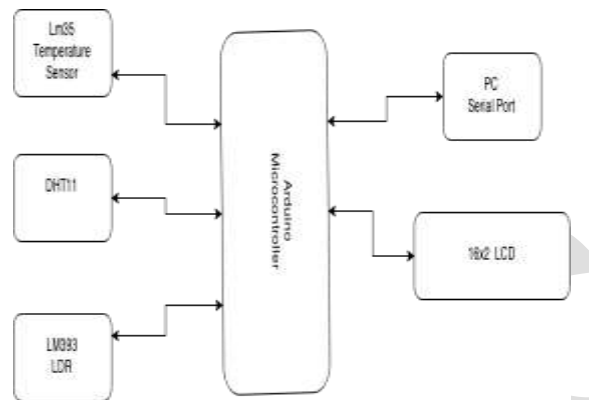 Lm35
Temperature
Sensor
DHT11
LM393
LDR
Arduino
Microcontroller
PC
Serial Port
16x2 LCD